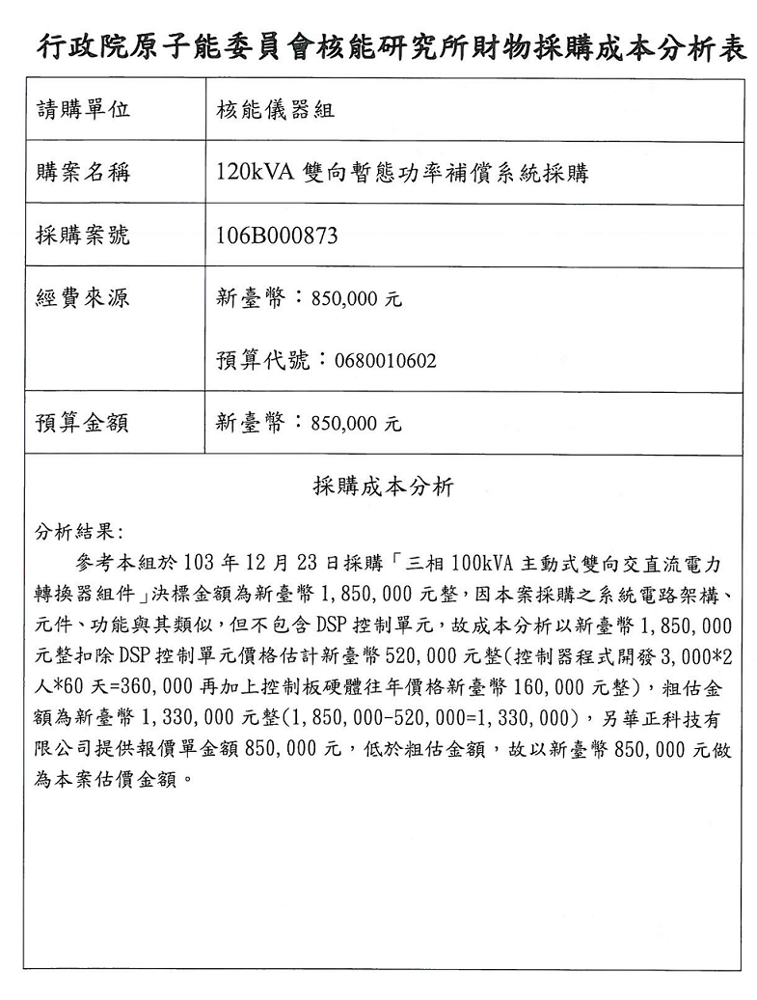 行政院原子能委員會核能研究所財物採購成本分析表
請購單位 核能儀器組
購案名稱 120kVA 雙向暫態功率補償系統採購
採購案號 106B000873
經費來源 新臺幣：850,000 元
預算代號：0680010602
預算金額 新臺幣：850,000 元
採購成本分析
分析結果:
參考本組於 103 年 12 月 23 日採購「三相 100kVA 主動式雙向交直流電力
轉換器組件」決標金額為新臺幣 1,850,000 元整，因本案採購之系統電路架構、
元件、功能與其類似，但不包含 DSP 控制單元，故成本分析以新臺幣 1,850,000
元整扣除 DSP 控制單元價格估計新臺幣 520,000 元整(控制器程式開發 3,000*2
人*60 天=360,000 再加上控制板硬體往年價格新臺幣 160,000 元整)，粗估金
額為新臺幣 1,330,000 元整(1,850,000-520,000=1,330,000)，另華正科技有
限公司提供報價單金額 850,000 元，低於粗估金額，故以新臺幣 850,000 元做
為本案估價金額。